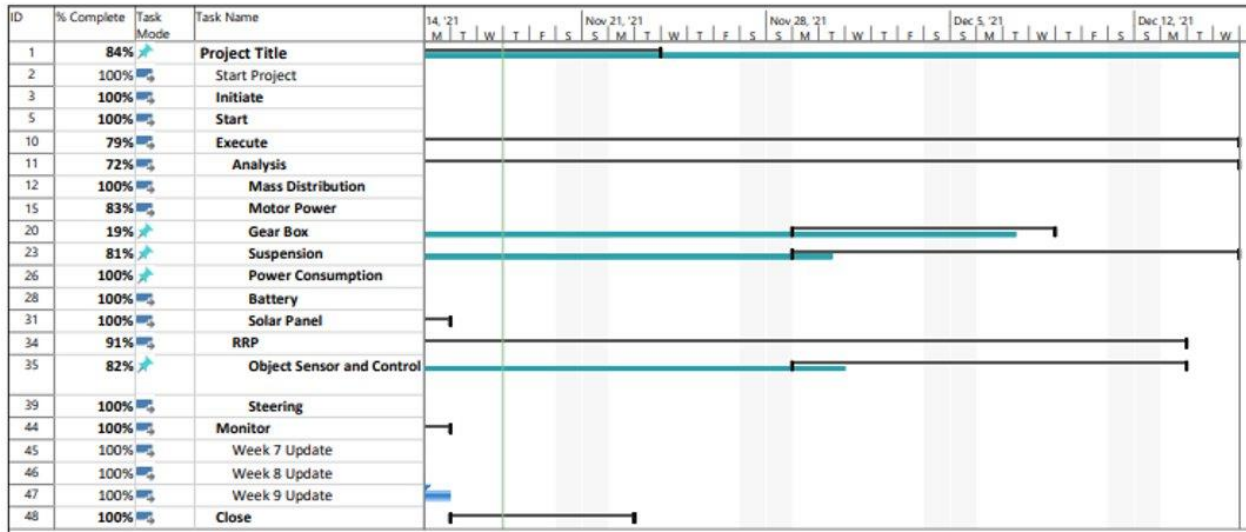 ID % Complete Task Mode Task Name 14, '21 Nov 21, '21 Nov 28, '21 Dec 5, '21 Dec 12, '21
M T W T F S S M T W T F S S M T W T F S S M T W T F S S M T W
1 84% Project Title
2 100% Start Project
3 100% Initiate
5 100% Start
10 79% Execute
11 72% Analysis
12 100% Mass Distribution
15 83% Motor Power
20 19% Gear Box
23 81% Suspension
26 100% Power Consumption
28 100% Battery
31 100% Solar Panel
34 91% RRP
35 82% Object Sensor and Control
39 100% Steering
44 100% Monitor
45 100% Week 7 Update
46 100% Week 8 Update
47 100% Week 9 Update
48 100% Close